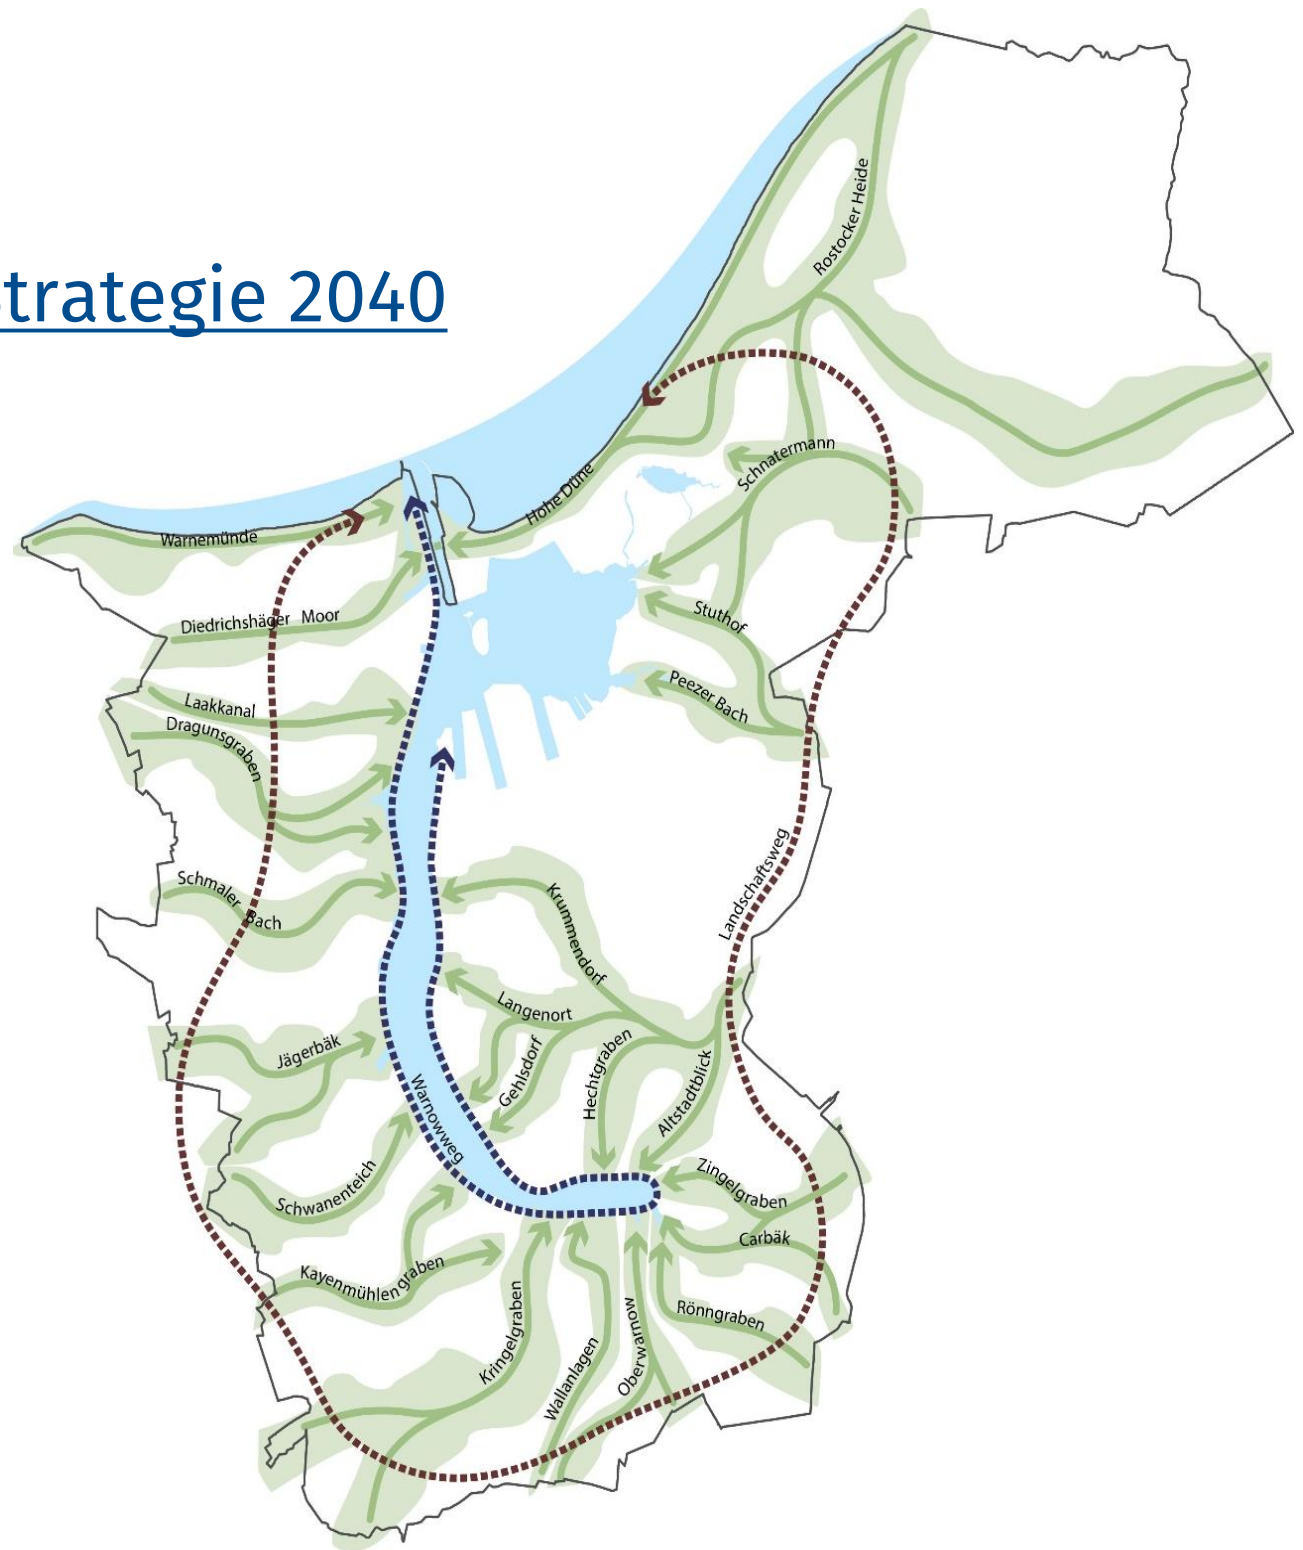 trategie 2040
Rostocker Heide
Schnatermann
Hohe Düne
Warnemünde
Diedrichshäger Moor
Stuthof
Peezer Bach
Laakkanal
Dragunsgraben
Landschaftsweg
Schmaler Bach
Krummendorf
Langenort
Gehlsdorf
Hechtgraben
Altstadtblick
Jägerbäk
Warnowweg
Schwanenteich
Zingelgraben
Carbäk
Kayenmühlengraben
Kringelgraben
Wallanlagen
Oberwarnow
Rönngraben